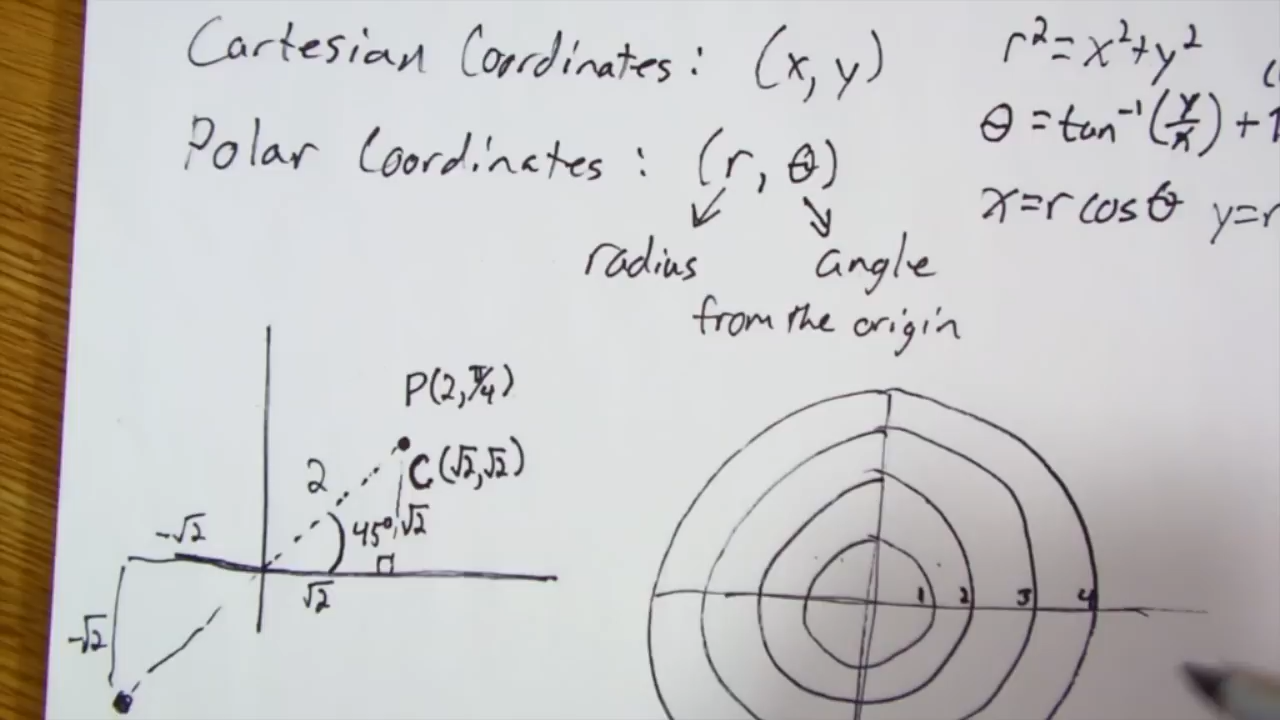 Cartesian Coordinates: (x, y)
r²=x²+y²
θ=tan⁻¹(y/x)+
Polar Coordinates: (r, θ)
x=r cosθ y=r
radius angle
from the origin
P(2, π/4)
C(√2,√2)
2
45°
√2
-√2
√2
-√2
1 2 3 4